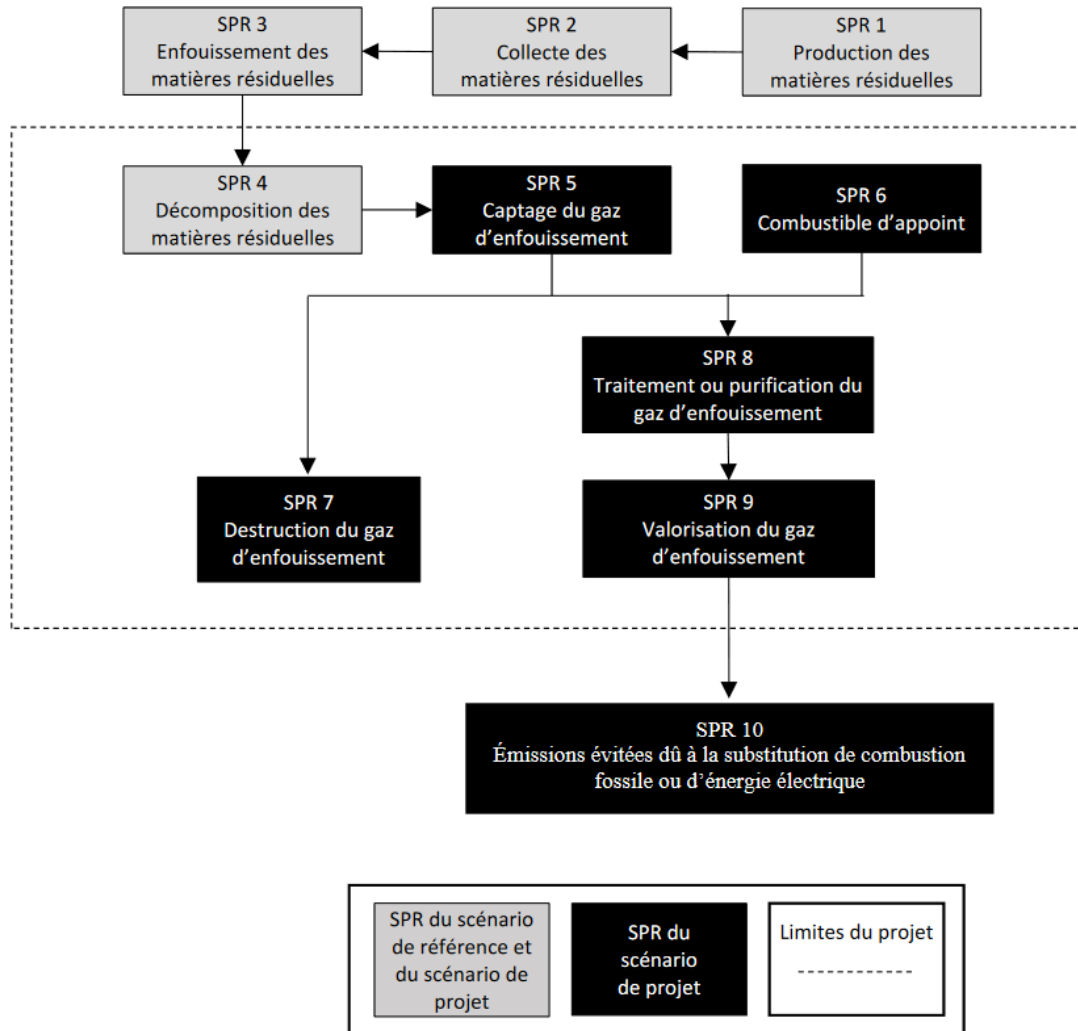 SPR 3
Enfouissement des
matières résiduelles
SPR 2
Collecte des
matières résiduelles
SPR 1
Production des
matières résiduelles
SPR 4
Décomposition des
matières résiduelles
SPR 5
Captage du gaz
d’enfouissement
SPR 6
Combustible d’appoint
SPR 8
Traitement ou purification du
gaz d’enfouissement
SPR 7
Destruction du gaz
d’enfouissement
SPR 9
Valorisation du gaz
d’enfouissement
SPR 10
Émissions évitées dû à la substitution de combustion
fossile ou d’énergie électrique
SPR du scénario
de référence et
du scénario de
projet
SPR du
scénario
de projet
Limites du projet